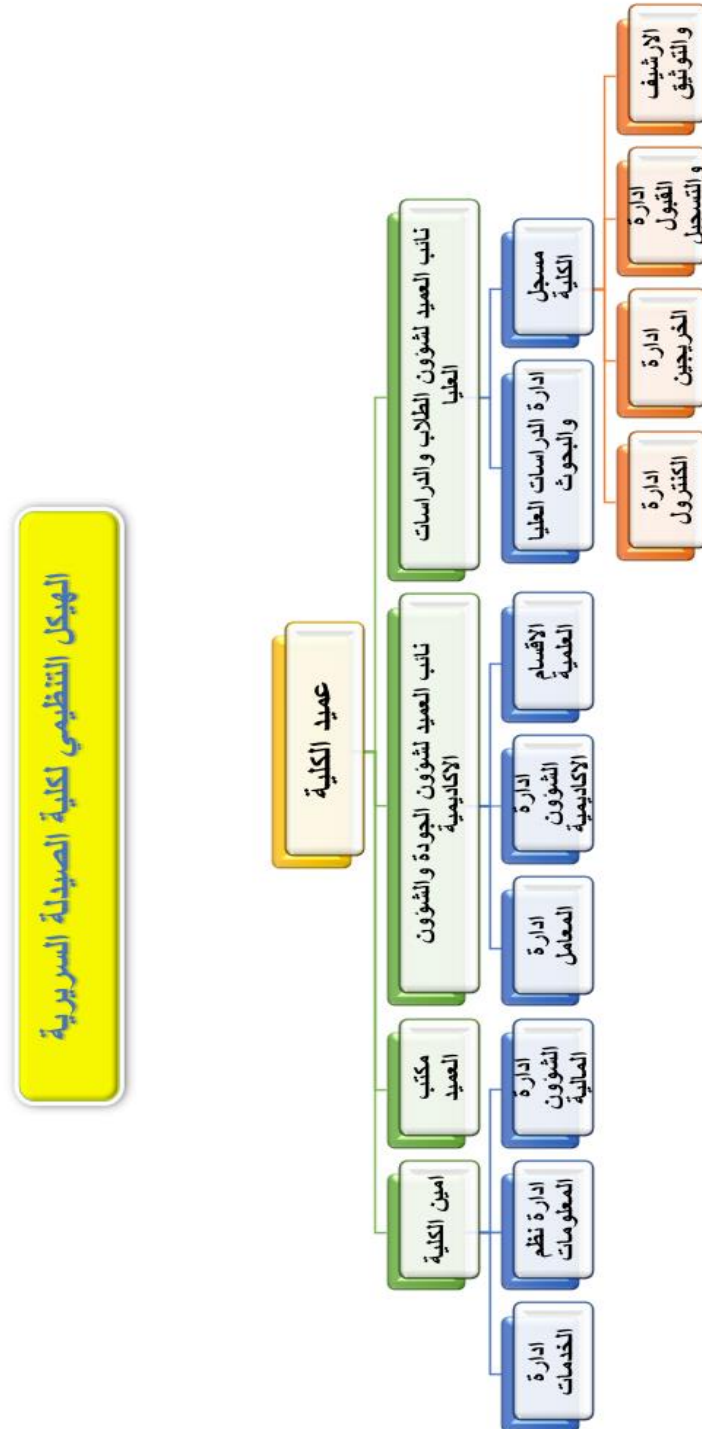 الهيكل التنظيمي لكلية الصيدلة السريرية
عميد الكلية
نائب العميد لشؤون الطلاب والدراسات
العليا
نائب العميد لشؤون الجودة والشؤون
الاكاديمية
مكتب
العميد
امين الكلية
مسجل
الكلية
ادارة الدراسات العليا
والبحوث
الاقسام
العلمية
ادارة
الشؤون
الاكاديمية
ادارة
المعامل
ادارة
الشؤون
المالية
ادارة نظم
المعلومات
ادارة
الخدمات
الارشيف
والتوثيق
ادارة
القبول
والتسجيل
ادارة
الخريجين
ادارة
الكنترول